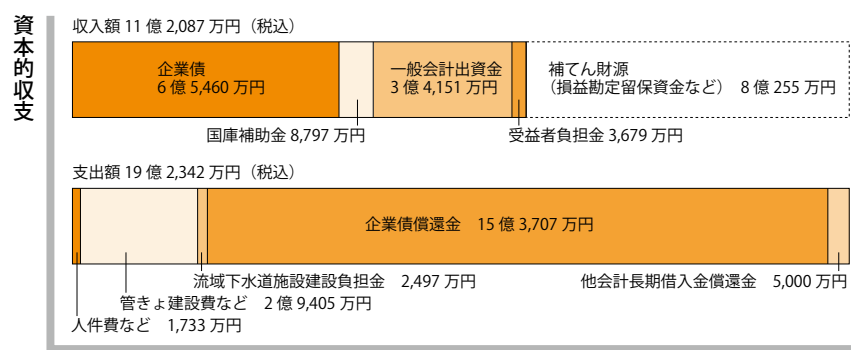 資本的収支
収入額 11 億 2,087 万円（税込）
企業債
6 億 5,460 万円
一般会計出資金
3 億 4,151 万円
補てん財源
（損益勘定留保資金など） 8 億 255 万円
国庫補助金 8,797 万円
受益者負担金 3,679 万円
支出額 19 億 2,342 万円（税込）
企業債償還金　15 億 3,707 万円
流域下水道施設建設負担金　2,497 万円
他会計長期借入金償還金　5,000 万円
管きょ建設費など　2 億 9,405 万円
人件費など　1,733 万円